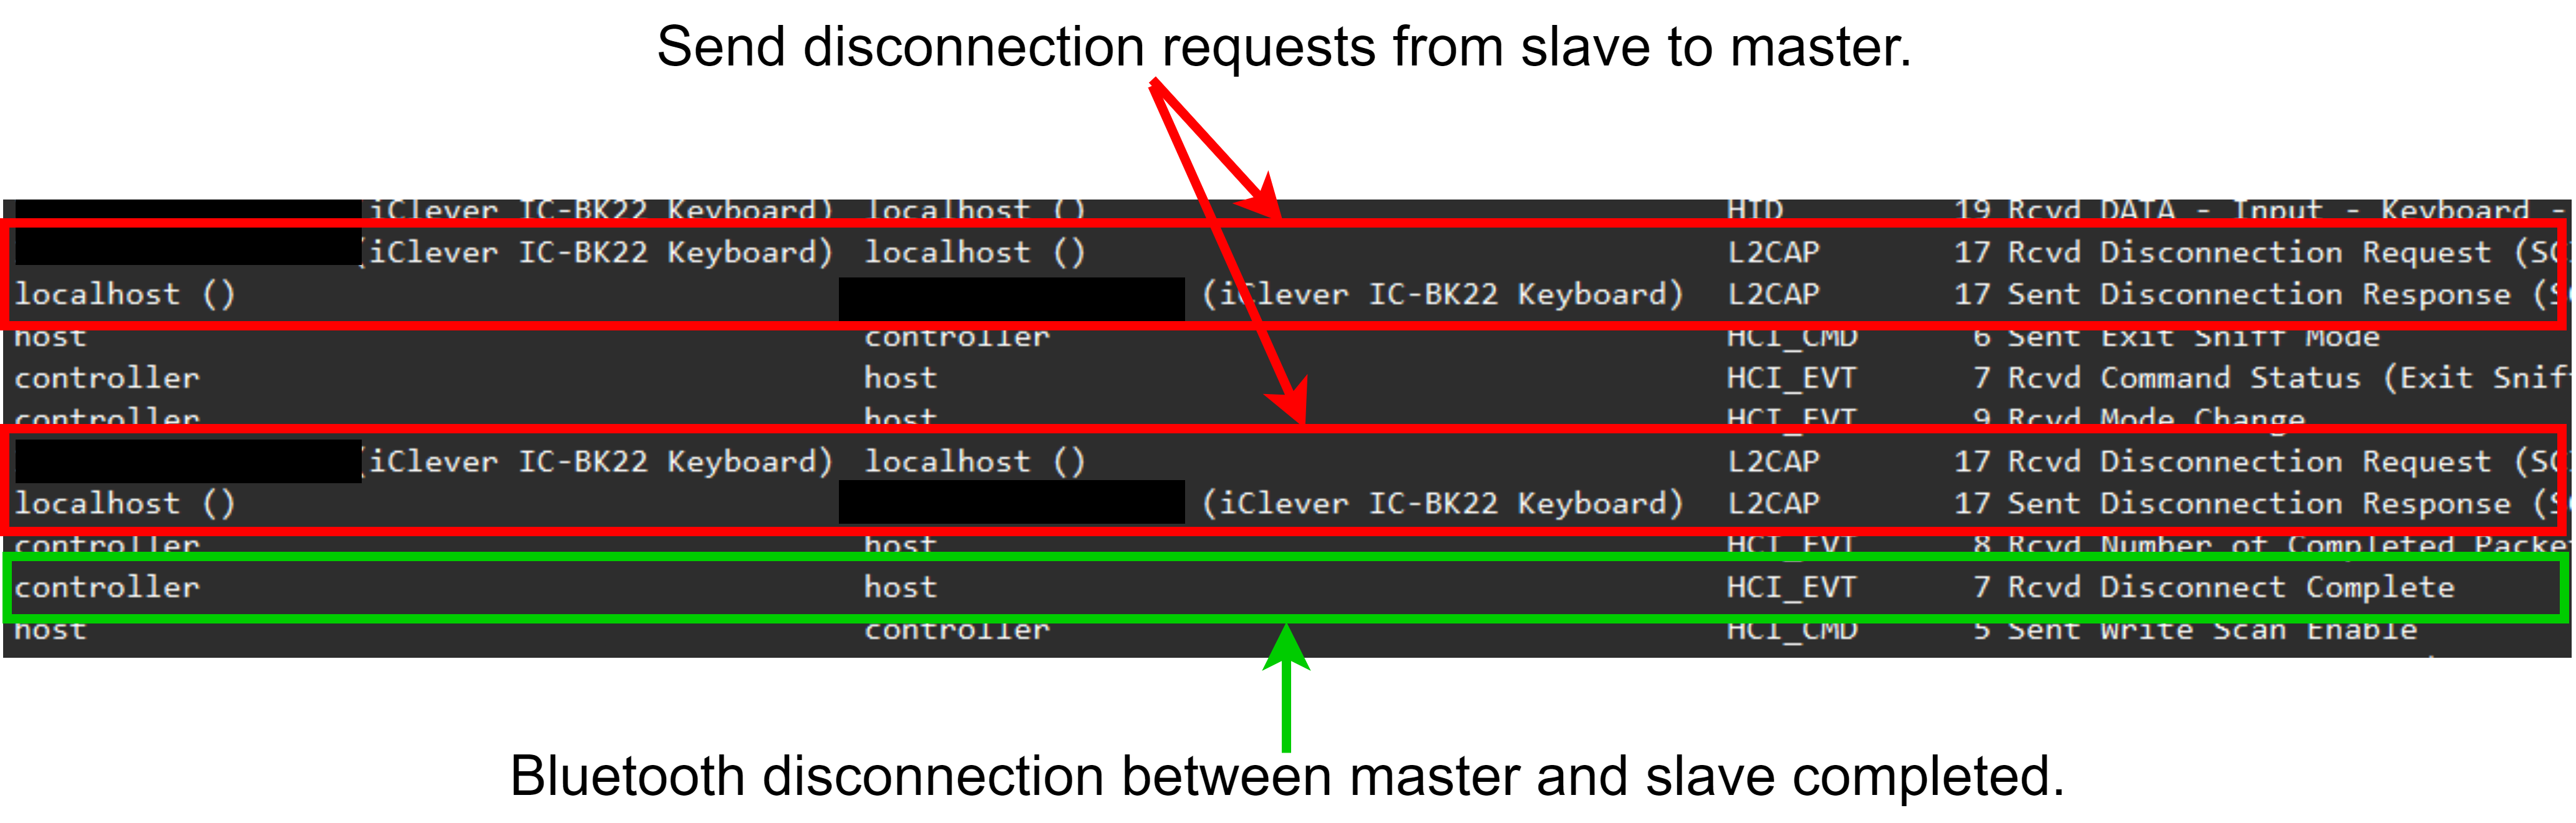 Send disconnection requests from slave to master.
iClever IC-BK22 Keyboard) localhost () HID 19 Rcvd DATA - Input - Keyboard -
(iClever IC-BK22 Keyboard) localhost () L2CAP 17 Rcvd Disconnection Request (SC
localhost () (iClever IC-BK22 Keyboard) L2CAP 17 Sent Disconnection Response (S
host controller HCI_CMD 6 Sent Exit Sniff Mode
controller host HCI_EVT 7 Rcvd Command Status (Exit Snif
controller host HCI_EVT 9 Rcvd Mode Change
(iClever IC-BK22 Keyboard) localhost () L2CAP 17 Rcvd Disconnection Request (SC
localhost () (iClever IC-BK22 Keyboard) L2CAP 17 Sent Disconnection Response (S
controller host HCI_EVT 8 Rcvd Number of Completed Packe
controller host HCI_EVT 7 Rcvd Disconnect Complete
host controller HCI_CMD 5 Sent Write Scan Enable
Bluetooth disconnection between master and slave completed.